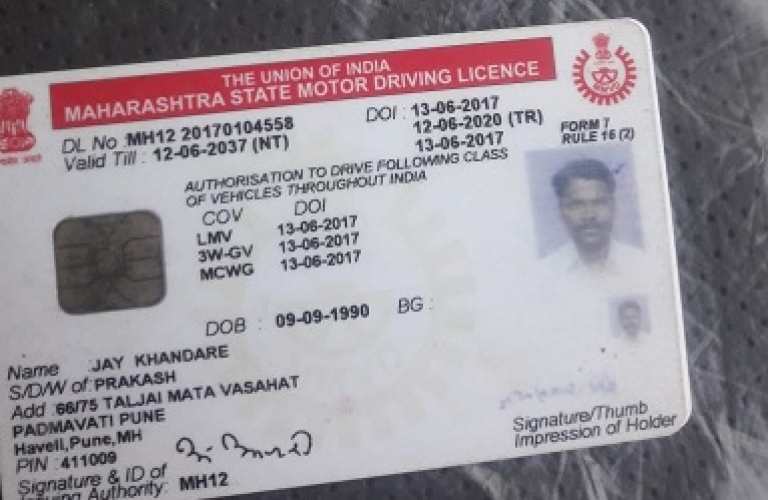 THE UNION OF INDIA
MAHARASHTRA STATE MOTOR DRIVING LICENCE
DL No : MH12 20170104558 DOI : 13-06-2017
Valid Till : 12-06-2037 (NT) 12-06-2020 (TR)
13-06-2017
FORM 7
RULE 16 (2)
AUTHORISATION TO DRIVE FOLLOWING CLASS
OF VEHICLES THROUGHOUT INDIA
COV DOI
LMV 13-06-2017
3W-GV 13-06-2017
MCWG 13-06-2017
DOB : 09-09-1990 BG :
Name : JAY KHANDARE
S/D/W of : PRAKASH
Add : 66/75 TALJAI MATA VASAHAT
PADMAVATI PUNE
Haveli,Pune,MH
PIN : 411009
Signature & ID of
Issuing Authority: MH12
Signature/Thumb
Impression of Holder